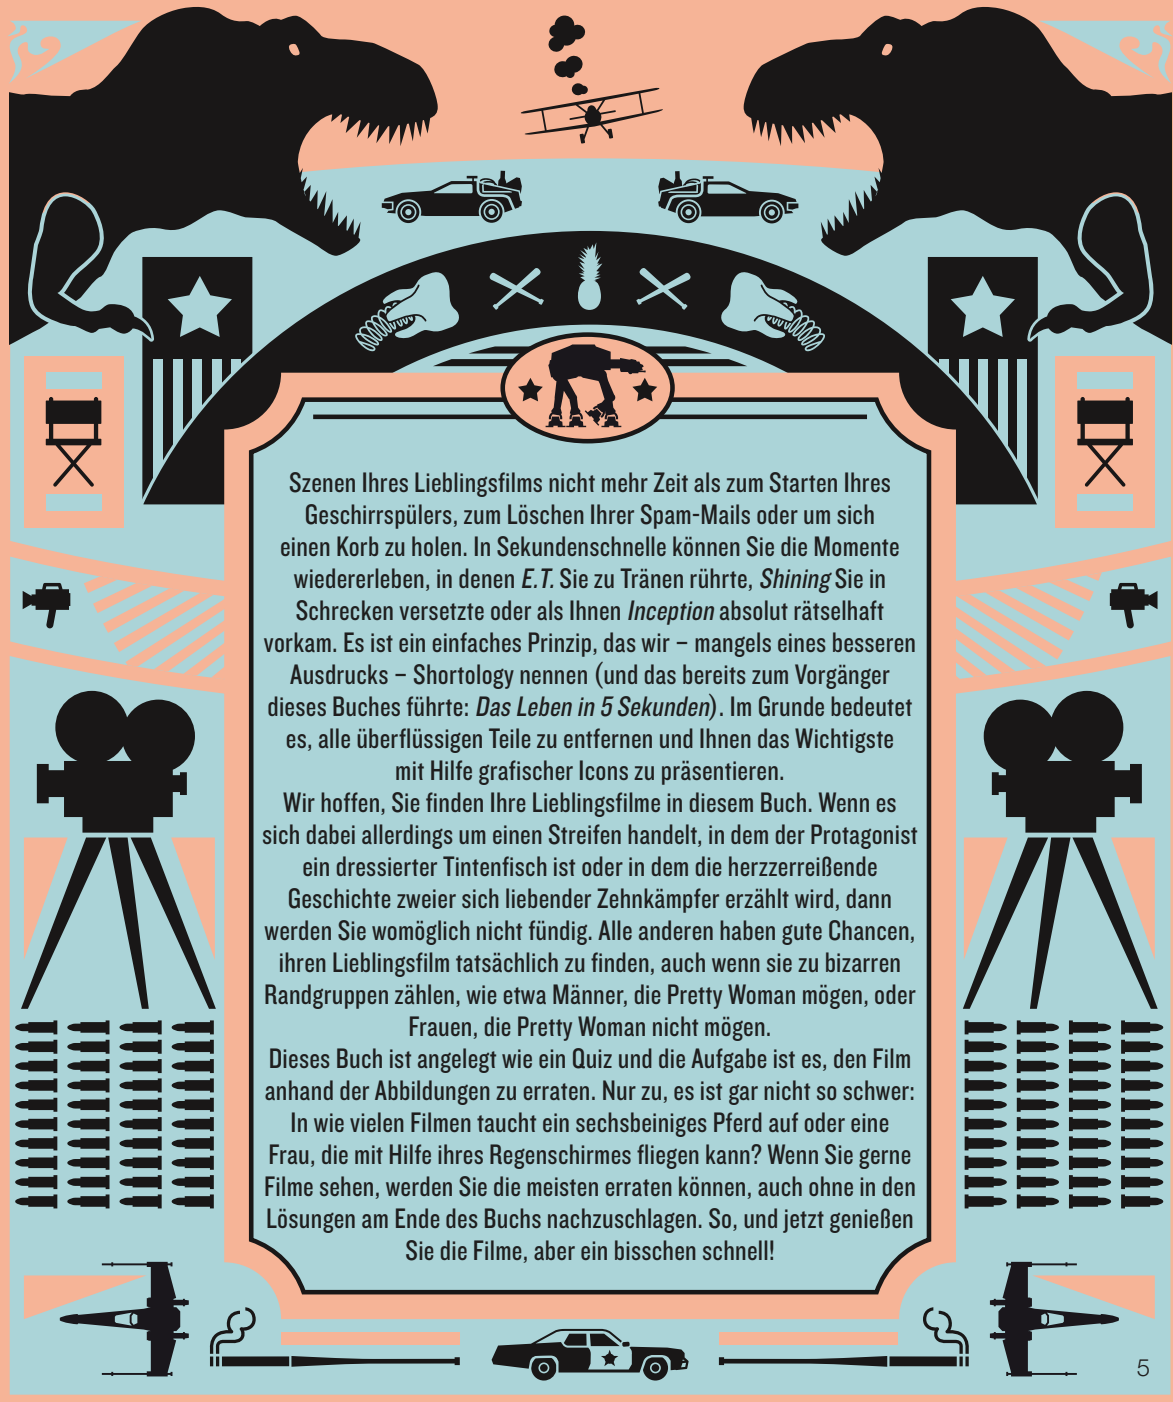 Szenen Ihres Lieblingsfilms nicht mehr Zeit als zum Starten Ihres
Geschirrspülers, zum Löschen Ihrer Spam-Mails oder um sich
einen Korb zu holen. In Sekundenschnelle können Sie die Momente
wiedererleben, in denen E.T. Sie zu Tränen rührte, Shining Sie in
Schrecken versetzte oder als Ihnen Inception absolut rätselhaft
vorkam. Es ist ein einfaches Prinzip, das wir – mangels eines besseren
Ausdrucks – Shortology nennen (und das bereits zum Vorgänger
dieses Buches führte: Das Leben in 5 Sekunden). Im Grunde bedeutet
es, alle überflüssigen Teile zu entfernen und Ihnen das Wichtigste
mit Hilfe grafischer Icons zu präsentieren.
Wir hoffen, Sie finden Ihre Lieblingsfilme in diesem Buch. Wenn es
sich dabei allerdings um einen Streifen handelt, in dem der Protagonist
ein dressierter Tintenfisch ist oder in dem die herzzerreißende
Geschichte zweier sich liebender Zehnkämpfer erzählt wird, dann
werden Sie womöglich nicht fündig. Alle anderen haben gute Chancen,
ihren Lieblingsfilm tatsächlich zu finden, auch wenn sie zu bizarren
Randgruppen zählen, wie etwa Männer, die Pretty Woman mögen, oder
Frauen, die Pretty Woman nicht mögen.
Dieses Buch ist angelegt wie ein Quiz und die Aufgabe ist es, den Film
anhand der Abbildungen zu erraten. Nur zu, es ist gar nicht so schwer:
In wie vielen Filmen taucht ein sechsbeiniges Pferd auf oder eine
Frau, die mit Hilfe ihres Regenschirmes fliegen kann? Wenn Sie gerne
Filme sehen, werden Sie die meisten erraten können, auch ohne in den
Lösungen am Ende des Buchs nachzuschlagen. So, und jetzt genießen
Sie die Filme, aber ein bisschen schnell!
5